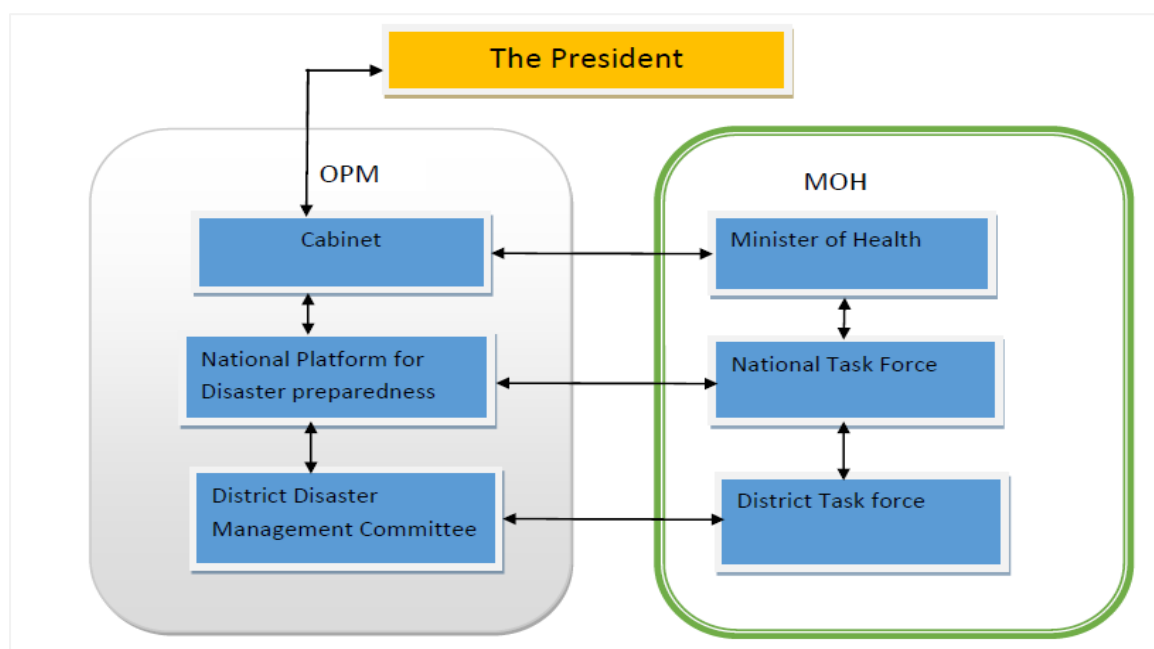 The President
OPM
MOH
Cabinet
Minister of Health
National Platform for
Disaster preparedness
National Task Force
District Disaster
Management Committee
District Task force